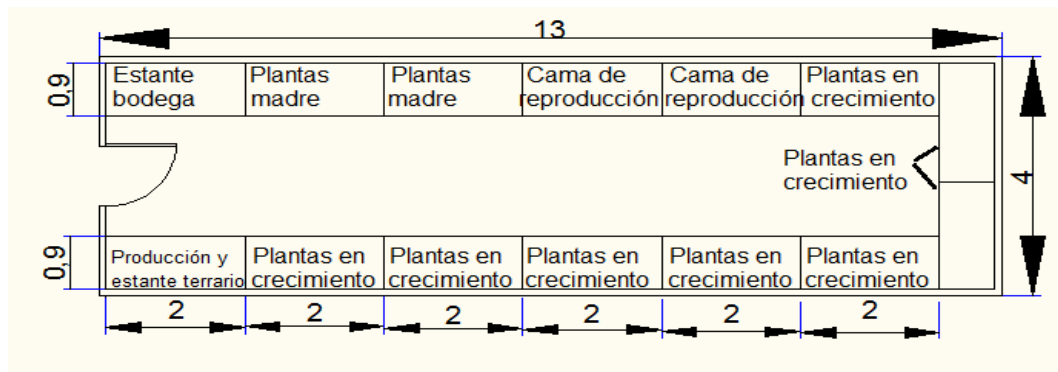 13
0,9
Estante
bodega
Plantas
madre
Plantas
madre
Cama de
reproducción
Cama de
reproducción
Plantas en
crecimiento
Plantas en
crecimiento
4
0,9
Producción y
estante terrario
Plantas en
crecimiento
Plantas en
crecimiento
Plantas en
crecimiento
Plantas en
crecimiento
Plantas en
crecimiento
2
2
2
2
2
2